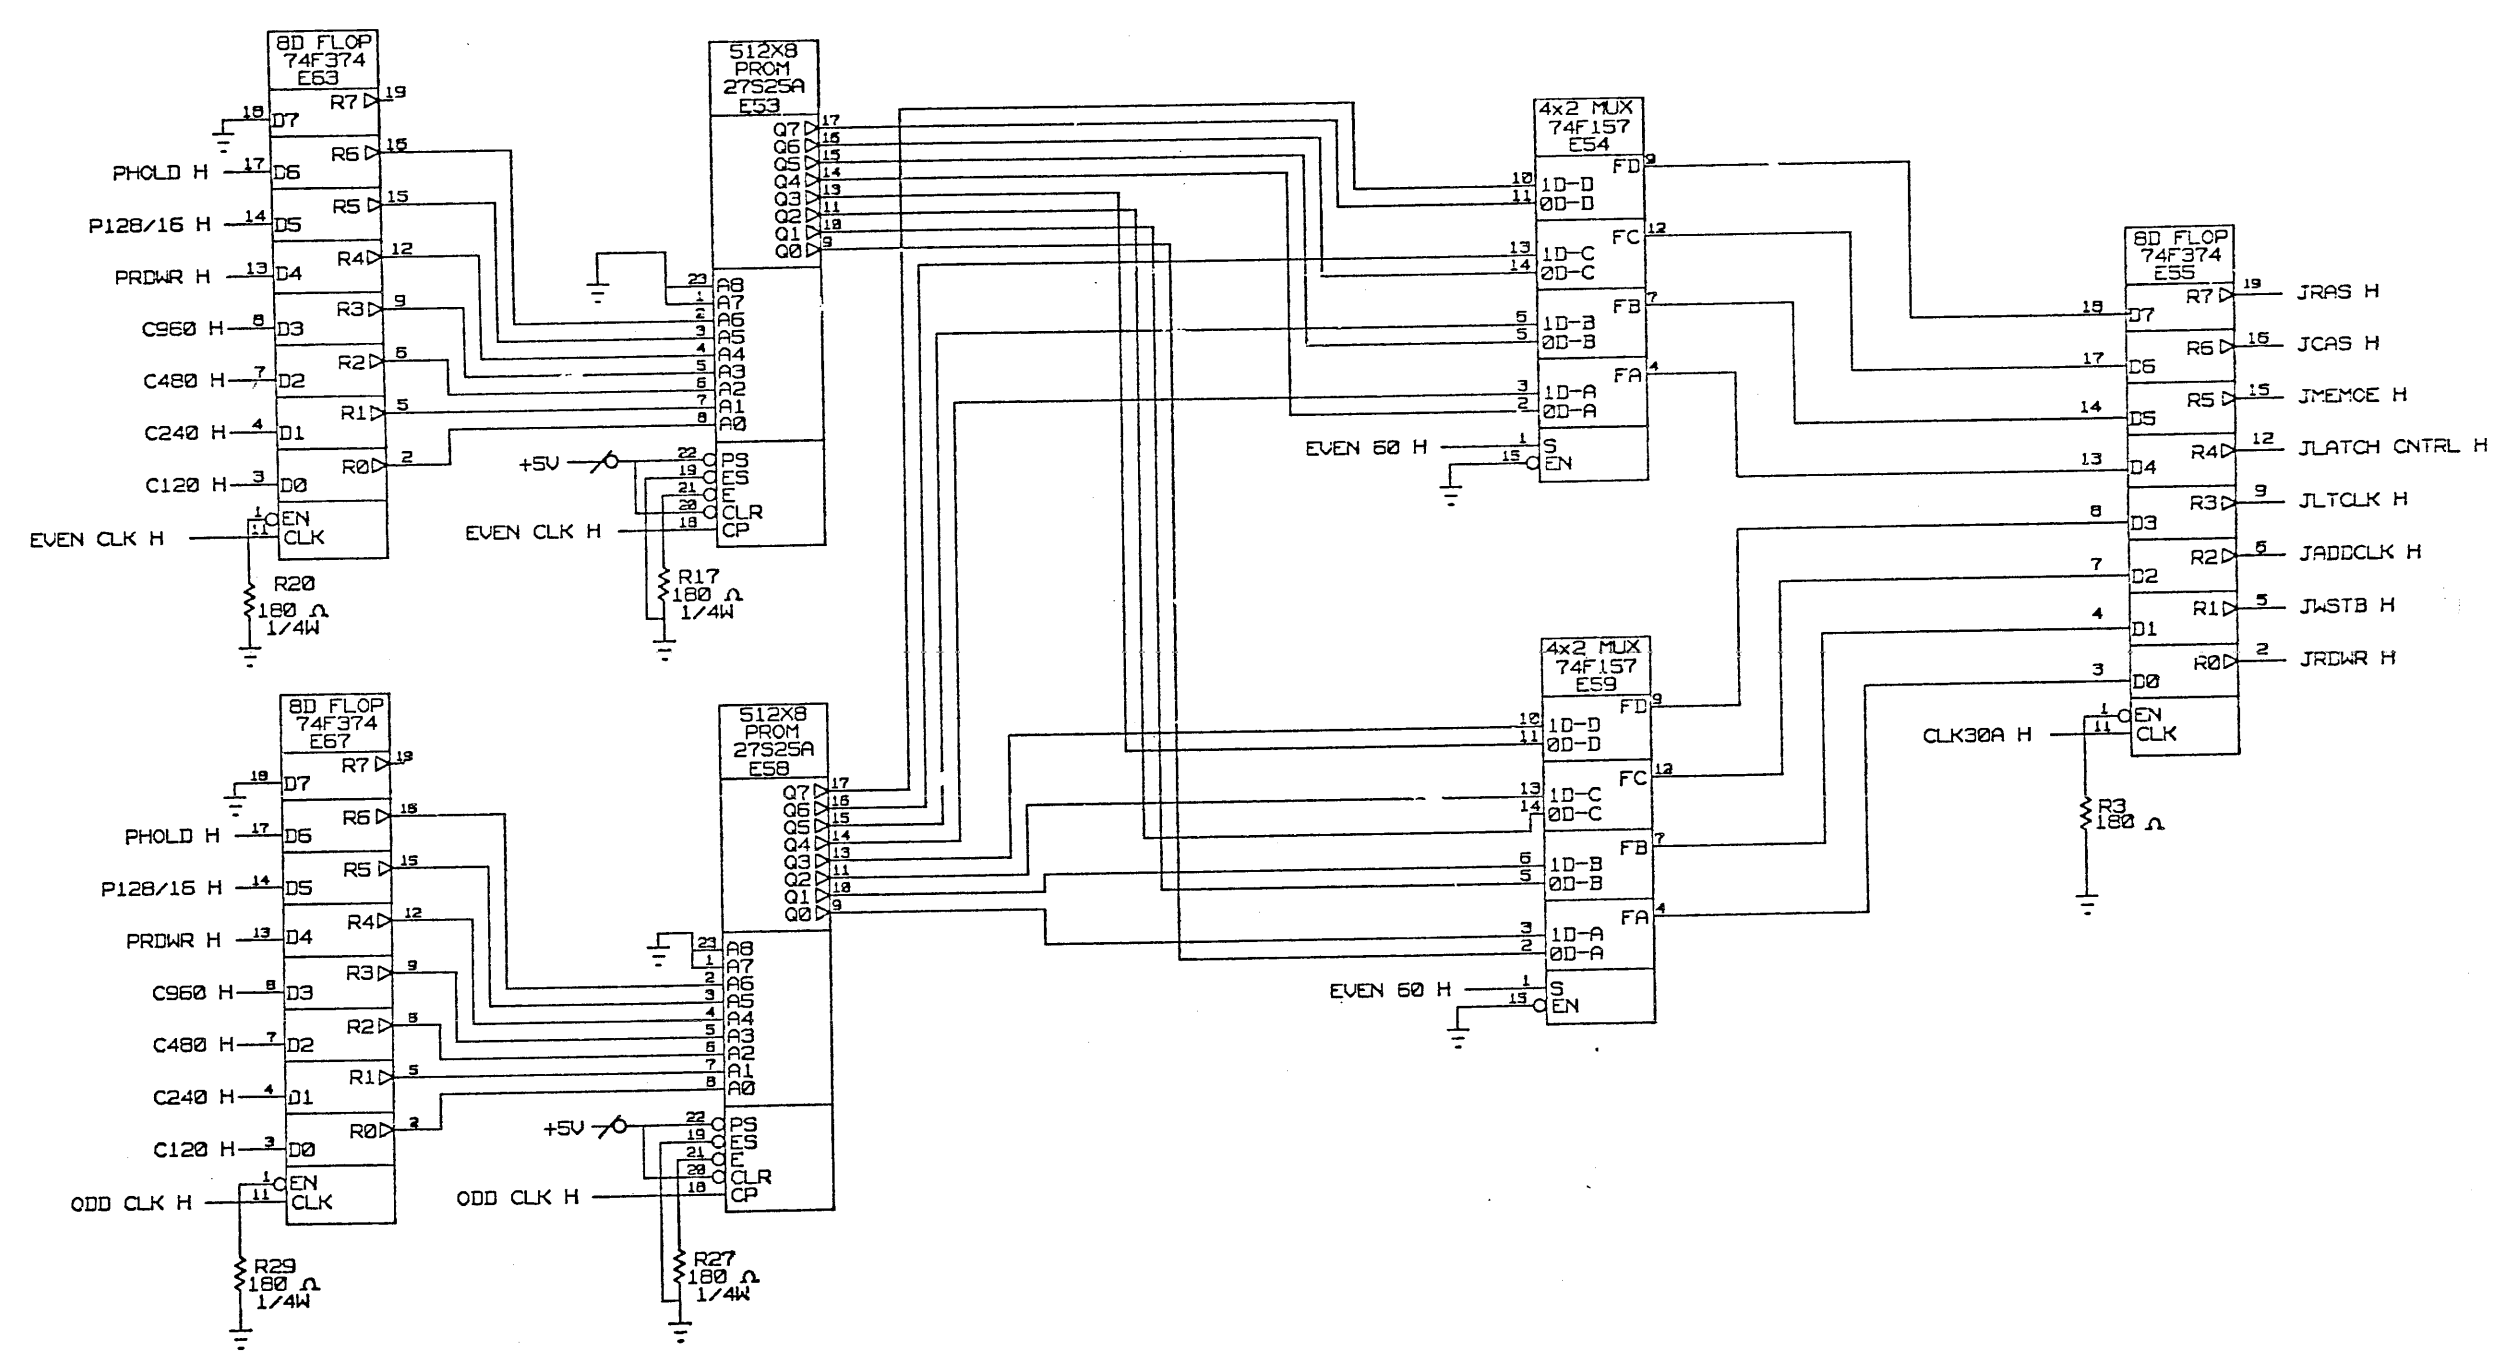 8D FLOP
74F374
E63
R7 19
18 D7
R6 16
PHOLD H 17 D6
R5 15
P128/16 H 14 D5
R4 12
PRDWR H 13 D4
R3 9
C960 H 8 D3
R2 6
C480 H 7 D2
R1 5
C240 H 4 D1
R0 2
C120 H 3 D0
1 EN
EVEN CLK H 11 CLK
R20
180 Ω
1/4W
512X8
PROM
27S25A
E53
Q7 17
Q6 16
Q5 15
Q4 14
Q3 13
Q2 11
Q1 10
Q0 9
23 A8
1 A7
2 A6
3 A5
4 A4
5 A3
6 A2
7 A1
8 A0
+5V 22 PS
19 ES
21 E
20 CLR
EVEN CLK H 18 CP
R17
180 Ω
1/4W
4x2 MUX
74F157
E54
FD 9
10 1D-D
11 0D-D
FC 12
13 1D-C
14 0D-C
FB 7
5 1D-B
5 0D-B
FA 4
3 1D-A
2 0D-A
EVEN 60 H 1 S
15 EN
8D FLOP
74F374
E55
R7 19 JRAS H
18 D7
R6 16 JCAS H
17 D6
R5 15 JMEMCE H
14 D5
R4 12 JLATCH CNTRL H
13 D4
R3 9 JLTCLK H
8 D3
R2 6 JADDCLK H
7 D2
R1 5 JWSTB H
4 D1
R0 2 JRDWR H
3 D0
1 EN
CLK30A H 11 CLK
R3
180 Ω
8D FLOP
74F374
E67
R7 19
18 D7
R6 16
PHOLD H 17 D6
R5 15
P128/16 H 14 D5
R4 12
PRDWR H 13 D4
R3 9
C960 H 8 D3
R2 6
C480 H 7 D2
R1 5
C240 H 4 D1
R0 2
C120 H 3 D0
1 EN
ODD CLK H 11 CLK
R29
180 Ω
1/4W
512X8
PROM
27S25A
E58
Q7 17
Q6 16
Q5 15
Q4 14
Q3 13
Q2 11
Q1 10
Q0 9
23 A8
1 A7
2 A6
3 A5
4 A4
5 A3
6 A2
7 A1
8 A0
+5V 22 PS
19 ES
21 E
20 CLR
ODD CLK H 18 CP
R27
180 Ω
1/4W
4x2 MUX
74F157
E59
FD 9
10 1D-D
11 0D-D
FC 12
13 1D-C
14 0D-C
FB 7
6 1D-B
5 0D-B
FA 4
3 1D-A
2 0D-A
EVEN 60 H 1 S
15 EN